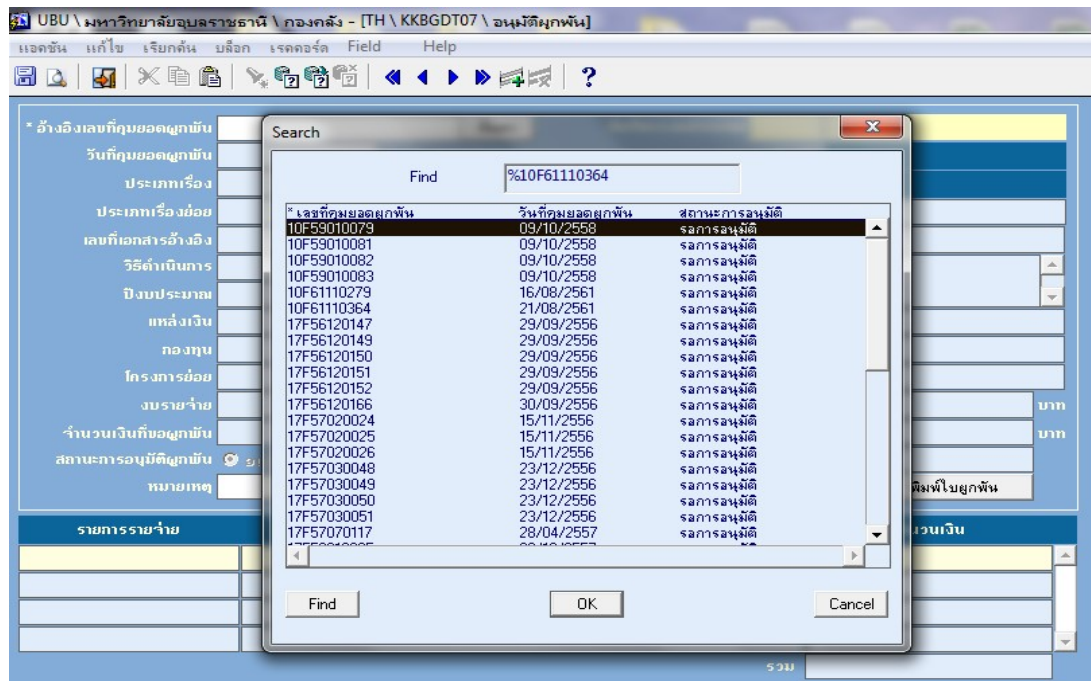 UBU \ มหาวิทยาลัยอุบลราชธานี \ กองคลัง - [TH \ KKBGDT07 \ อนุมัติผูกพัน]
แอคชัน แก้ไข เรียกค้น บล็อก เรคคอร์ด Field Help
* อ้างอิงเลขที่คุมยอดผูกพัน
วันที่คุมยอดผูกพัน
ประเภทเรื่อง
ประเภทเรื่องย่อย
เลขที่เอกสารอ้างอิง
วิธีดำเนินการ
ปีงบประมาณ
แหล่งเงิน
กองทุน
โครงการย่อย
งบรายจ่าย บาท
จำนวนเงินที่ขอผูกพัน บาท
สถานะการอนุมัติผูกพัน
หมายเหตุ พิมพ์ใบผูกพัน
Search
Find %10F61110364
* เลขที่คุมยอดผูกพัน วันที่คุมยอดผูกพัน สถานะการอนุมัติ
10F59010079 09/10/2558 รอการอนุมัติ
10F59010081 09/10/2558 รอการอนุมัติ
10F59010082 09/10/2558 รอการอนุมัติ
10F59010083 09/10/2558 รอการอนุมัติ
10F61110279 16/08/2561 รอการอนุมัติ
10F61110364 21/08/2561 รอการอนุมัติ
17F56120147 29/09/2556 รอการอนุมัติ
17F56120149 29/09/2556 รอการอนุมัติ
17F56120150 29/09/2556 รอการอนุมัติ
17F56120151 29/09/2556 รอการอนุมัติ
17F56120152 29/09/2556 รอการอนุมัติ
17F56120166 30/09/2556 รอการอนุมัติ
17F57020024 15/11/2556 รอการอนุมัติ
17F57020025 15/11/2556 รอการอนุมัติ
17F57020026 15/11/2556 รอการอนุมัติ
17F57030048 23/12/2556 รอการอนุมัติ
17F57030049 23/12/2556 รอการอนุมัติ
17F57030050 23/12/2556 รอการอนุมัติ
17F57030051 23/12/2556 รอการอนุมัติ
17F57070117 28/04/2557 รอการอนุมัติ
Find OK Cancel
รายการรายจ่าย นวนเงิน
รวม